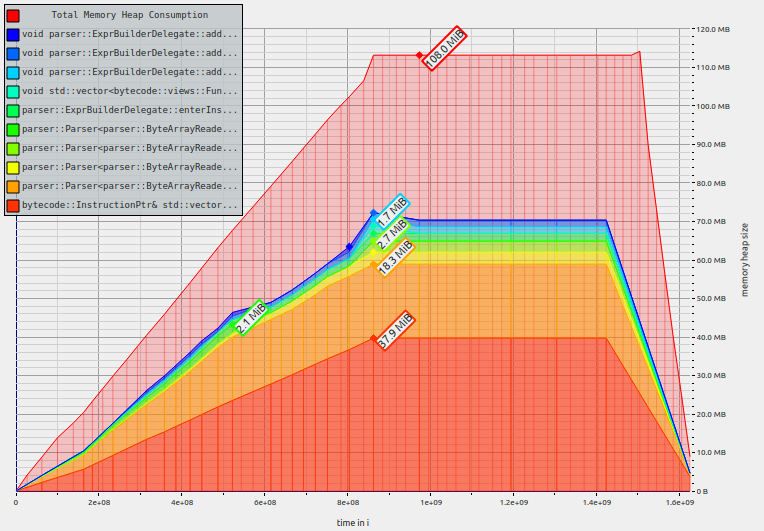 Total Memory Heap Consumption
void parser::ExprBuilderDelegate::add...
void parser::ExprBuilderDelegate::add...
void parser::ExprBuilderDelegate::add...
void std::vector<bytecode::views::Fun...
parser::ExprBuilderDelegate::enterIns...
parser::Parser<parser::ByteArrayReade...
parser::Parser<parser::ByteArrayReade...
parser::Parser<parser::ByteArrayReade...
parser::Parser<parser::ByteArrayReade...
bytecode::InstructionPtr& std::vector...
108.0 MiB
1.7 MiB
2.7 MiB
18.3 MiB
2.1 MiB
37.9 MiB
120.0 MB
110.0 MB
100.0 MB
90.0 MB
80.0 MB
70.0 MB
60.0 MB
50.0 MB
40.0 MB
30.0 MB
20.0 MB
10.0 MB
0 B
memory heap size
0
2e+08
4e+08
6e+08
8e+08
1e+09
1.2e+09
1.4e+09
1.6e+09
time in i